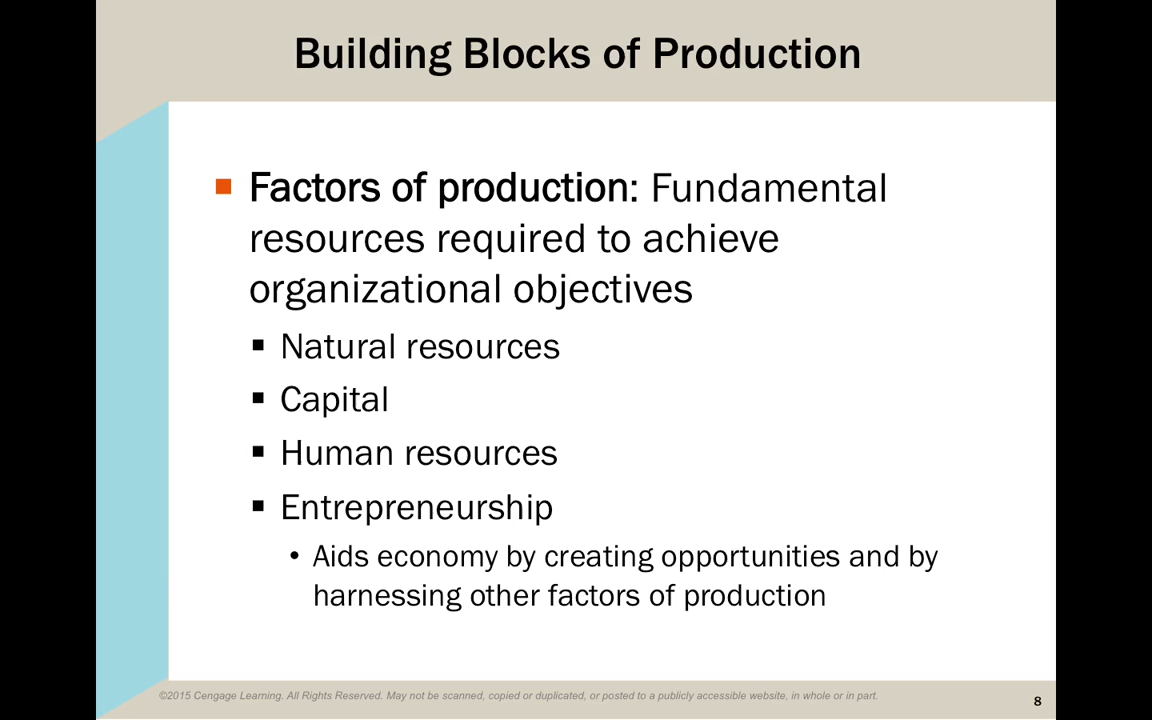 Building Blocks of Production
■ Factors of production: Fundamental
resources required to achieve
organizational objectives
▪ Natural resources
▪ Capital
▪ Human resources
▪ Entrepreneurship
• Aids economy by creating opportunities and by
harnessing other factors of production
©2015 Cengage Learning. All Rights Reserved. May not be scanned, copied or duplicated, or posted to a publicly accessible website, in whole or in part.
8